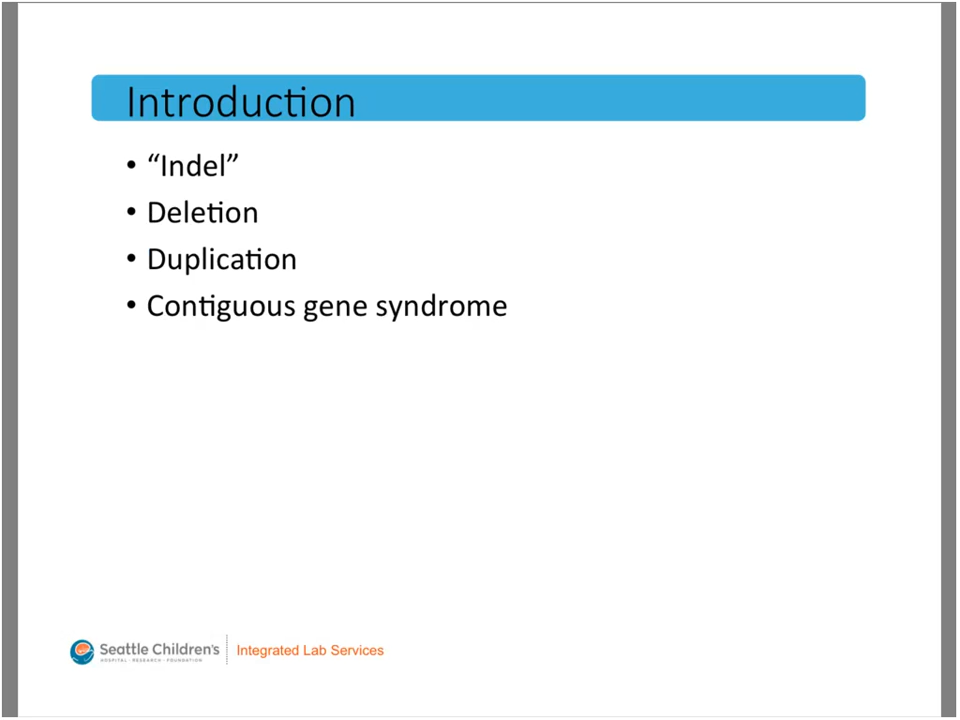 Introduction
• “Indel”
• Deletion
• Duplication
• Contiguous gene syndrome
Seattle Children's
HOSPITAL · RESEARCH · FOUNDATION
Integrated Lab Services